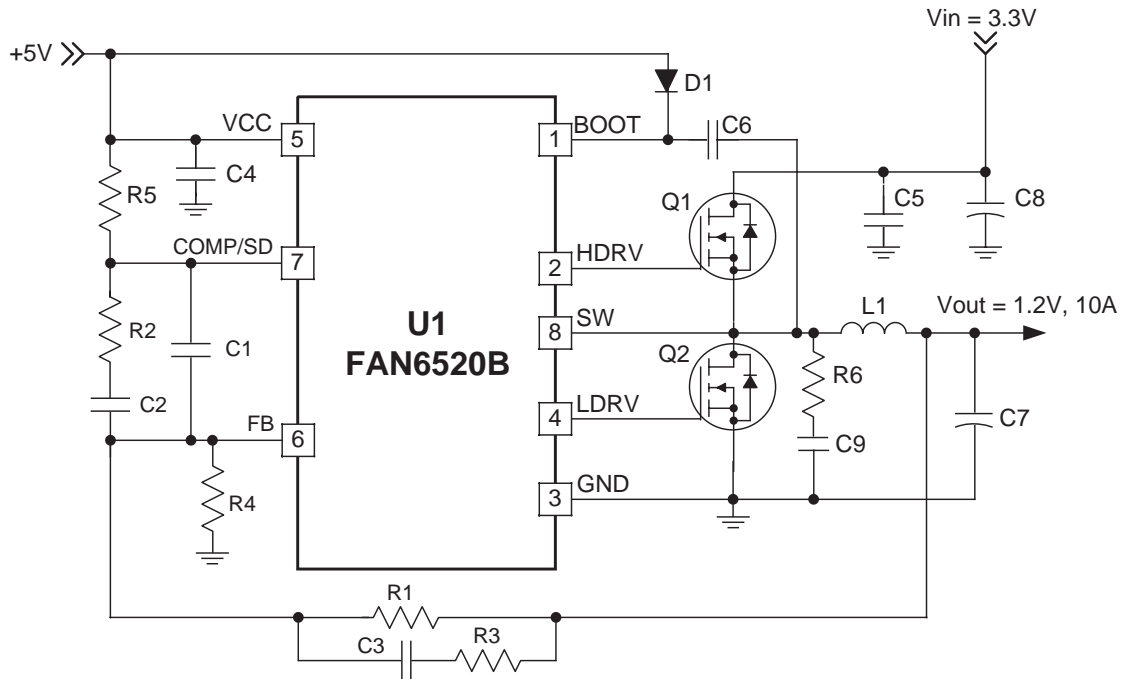 Vin = 3.3V
+5V
D1
VCC
5
1
BOOT
C6
C4
R5
Q1
C5
C8
COMP/SD
7
2
HDRV
R2
C1
U1
FAN6520B
8
SW
L1
Vout = 1.2V, 10A
Q2
R6
C2
FB
6
4
LDRV
C7
C9
R4
3
GND
R1
C3
R3